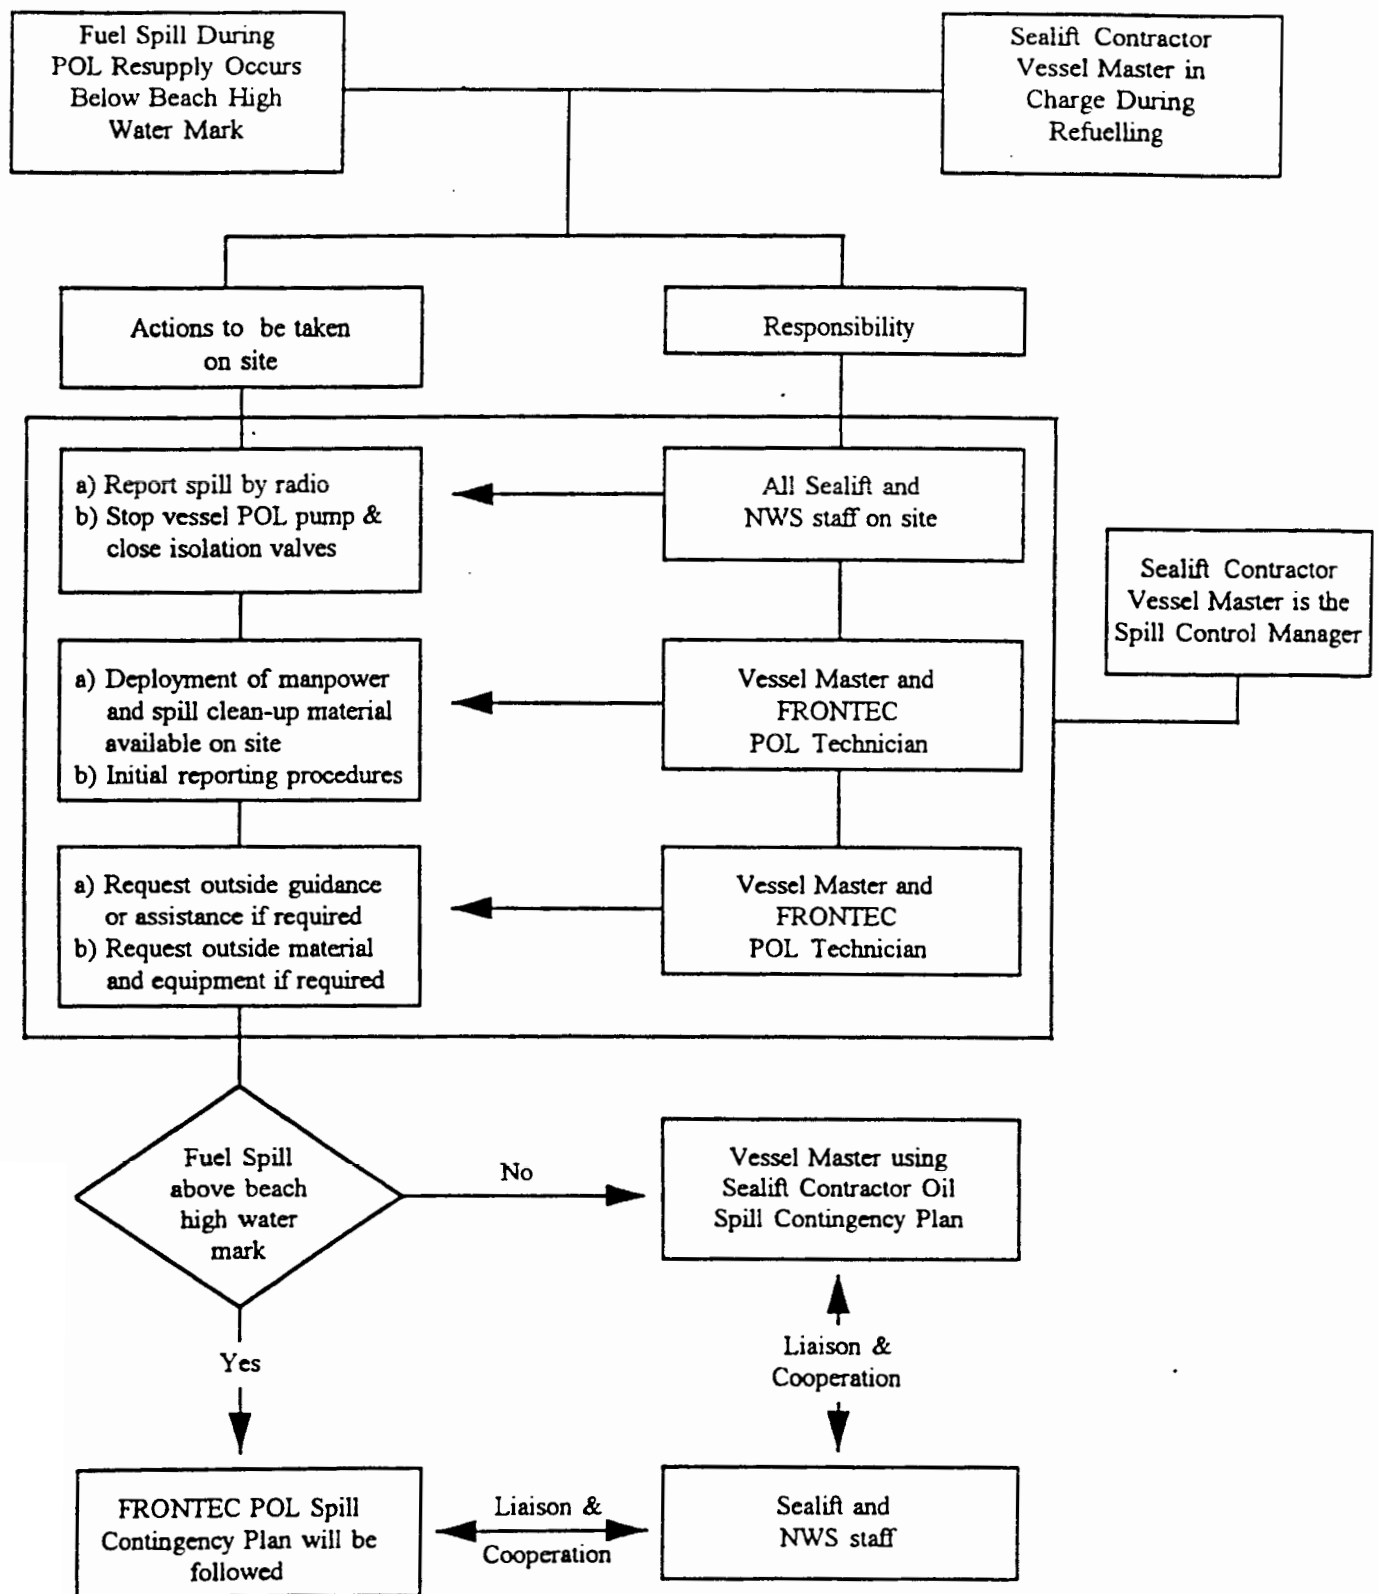 Fuel Spill During
POL Resupply Occurs
Below Beach High
Water Mark
Sealift Contractor
Vessel Master in
Charge During
Refuelling
Actions to be taken
on site
Responsibility
a) Report spill by radio
b) Stop vessel POL pump &
close isolation valves
All Sealift and
NWS staff on site
Sealift Contractor
Vessel Master is the
Spill Control Manager
a) Deployment of manpower
and spill clean-up material
available on site
b) Initial reporting procedures
Vessel Master and
FRONTEC
POL Technician
a) Request outside guidance
or assistance if required
b) Request outside material
and equipment if required
Vessel Master and
FRONTEC
POL Technician
Fuel Spill
above beach
high water
mark
No
Vessel Master using
Sealift Contractor Oil
Spill Contingency Plan
Yes
Liaison &
Cooperation
FRONTEC POL Spill
Contingency Plan will be
followed
Liaison &
Cooperation
Sealift and
NWS staff